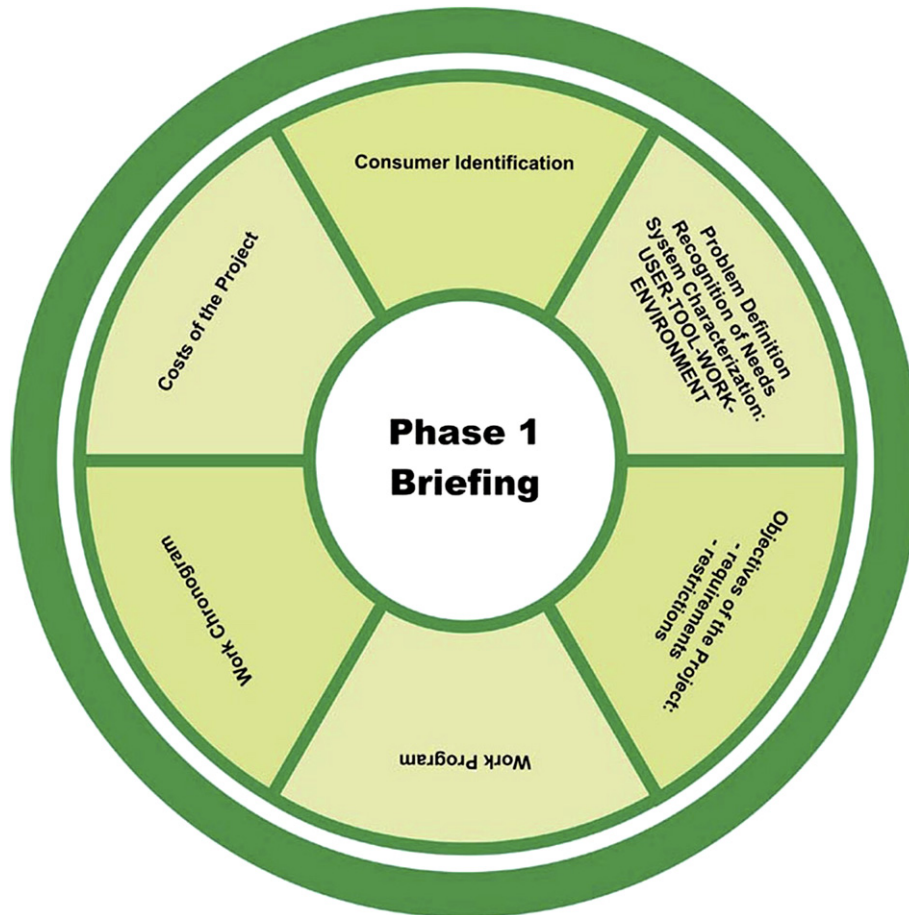 Phase 1
Briefing
Consumer Identification
Problem Definition
Recognition of Needs
System Characterization:
USER-TOOL-WORK-
ENVIRONMENT
Objectives of the Project:
- requirements
- restrictions
Work Program
Work Chronogram
Costs of the Project